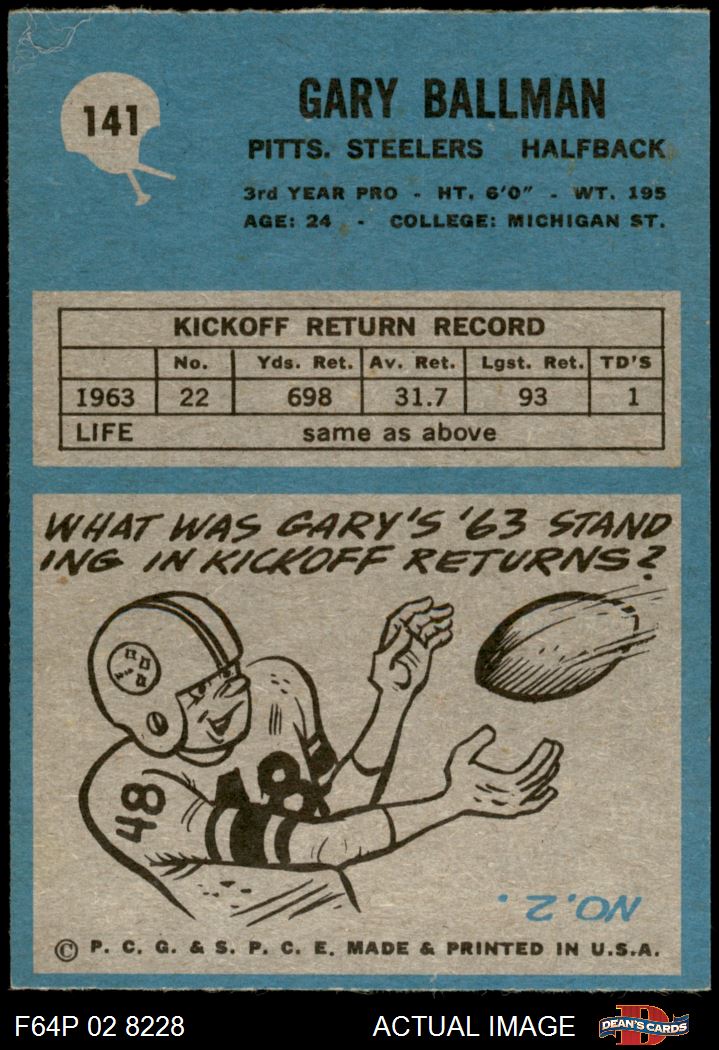 141
GARY BALLMAN
PITTS. STEELERS HALFBACK
3rd YEAR PRO - HT. 6'0" - WT. 195
AGE: 24 - COLLEGE: MICHIGAN ST.
KICKOFF RETURN RECORD
No. Yds. Ret. Av. Ret. Lgst. Ret. TD'S
1963 22 698 31.7 93 1
LIFE same as above
WHAT WAS GARY'S '63 STAND
ING IN KICKOFF RETURNS?
48
48
NO. 2.
© P. C. G. & S. P. C. E. MADE & PRINTED IN U.S.A.
F64P 02 8228 ACTUAL IMAGE DEAN'S CARDS